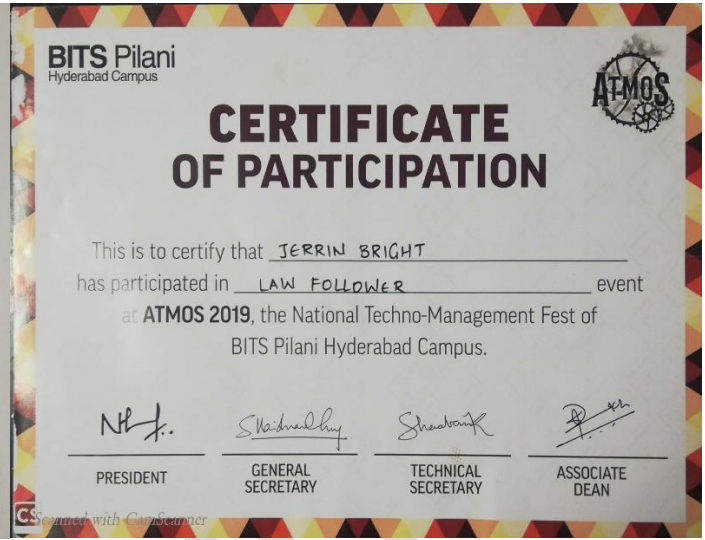 BITS Pilani
Hyderabad Campus
ATMOS
CERTIFICATE
OF PARTICIPATION
This is to certify that JERRIN BRIGHT
has participated in LAW FOLLOWER event
at ATMOS 2019, the National Techno-Management Fest of
BITS Pilani Hyderabad Campus.
PRESIDENT
GENERAL
SECRETARY
TECHNICAL
SECRETARY
ASSOCIATE
DEAN
CS Scanned with CamScanner